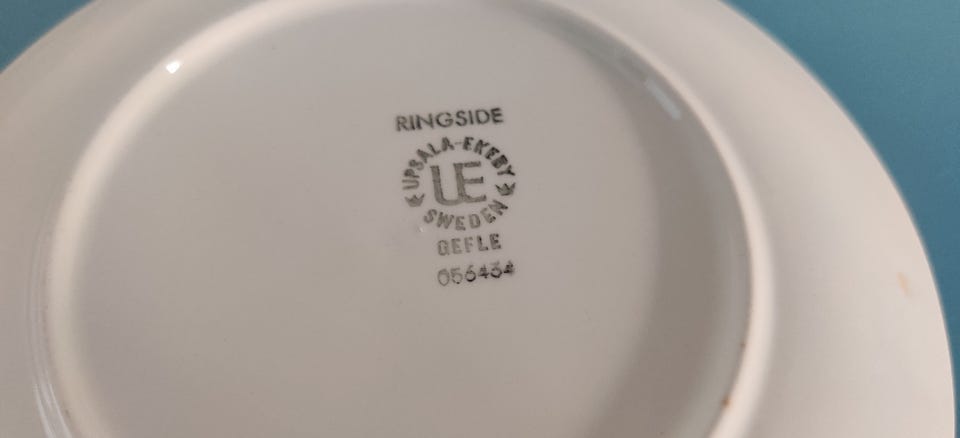 RINGSIDE
UPSALA-EKEBY
UE
SWEDEN
GEFLE
056434